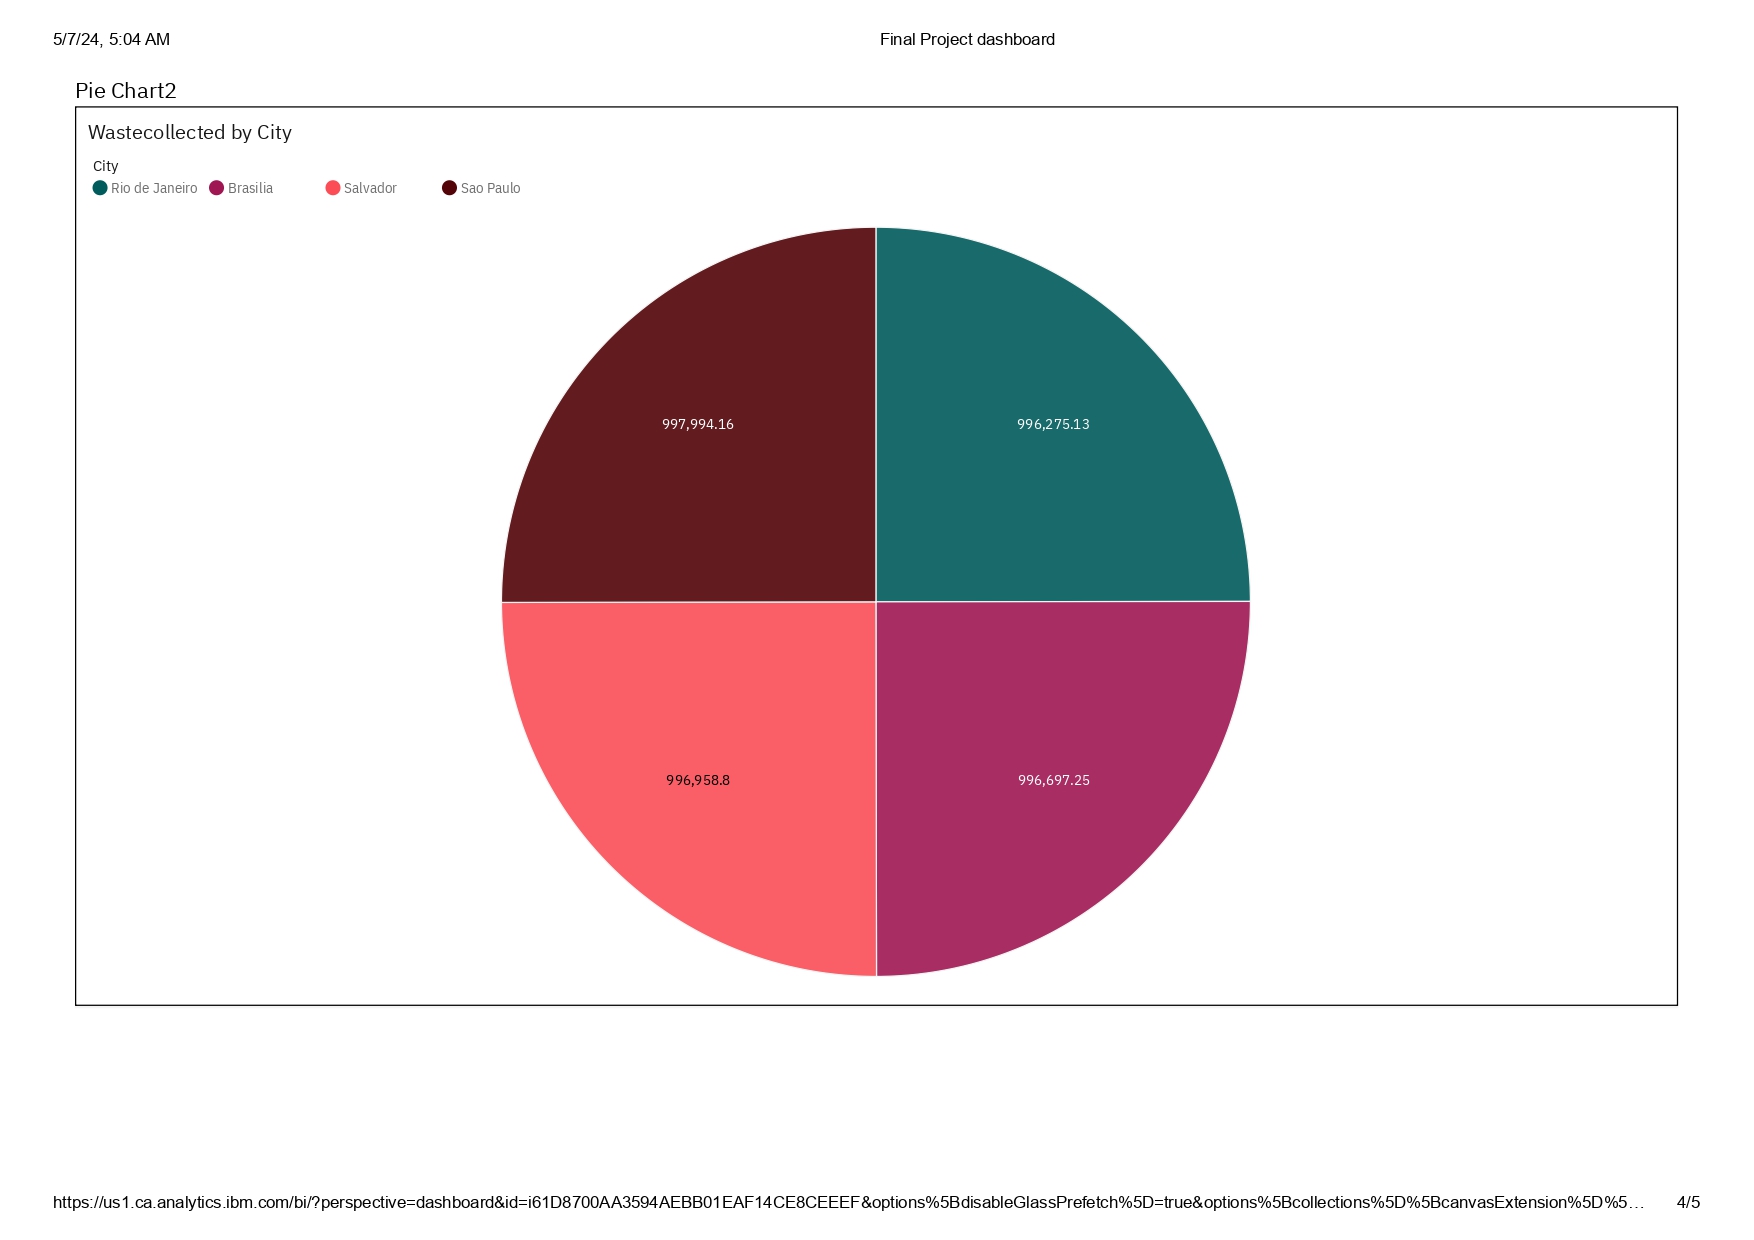 5/7/24, 5:04 AM Final Project dashboard
Pie Chart2
Wastecollected by City
City
Rio de Janeiro Brasilia Salvador Sao Paulo
997,994.16 996,275.13
996,958.8 996,697.25
https://us1.ca.analytics.ibm.com/bi/?perspective=dashboard&id=i61D8700AA3594AEBB01EAF14CE8CEEEF&options%5BdisableGlassPrefetch%5D=true&options%5Bcollections%5D%5BcanvasExtension%5D%5… 4/5